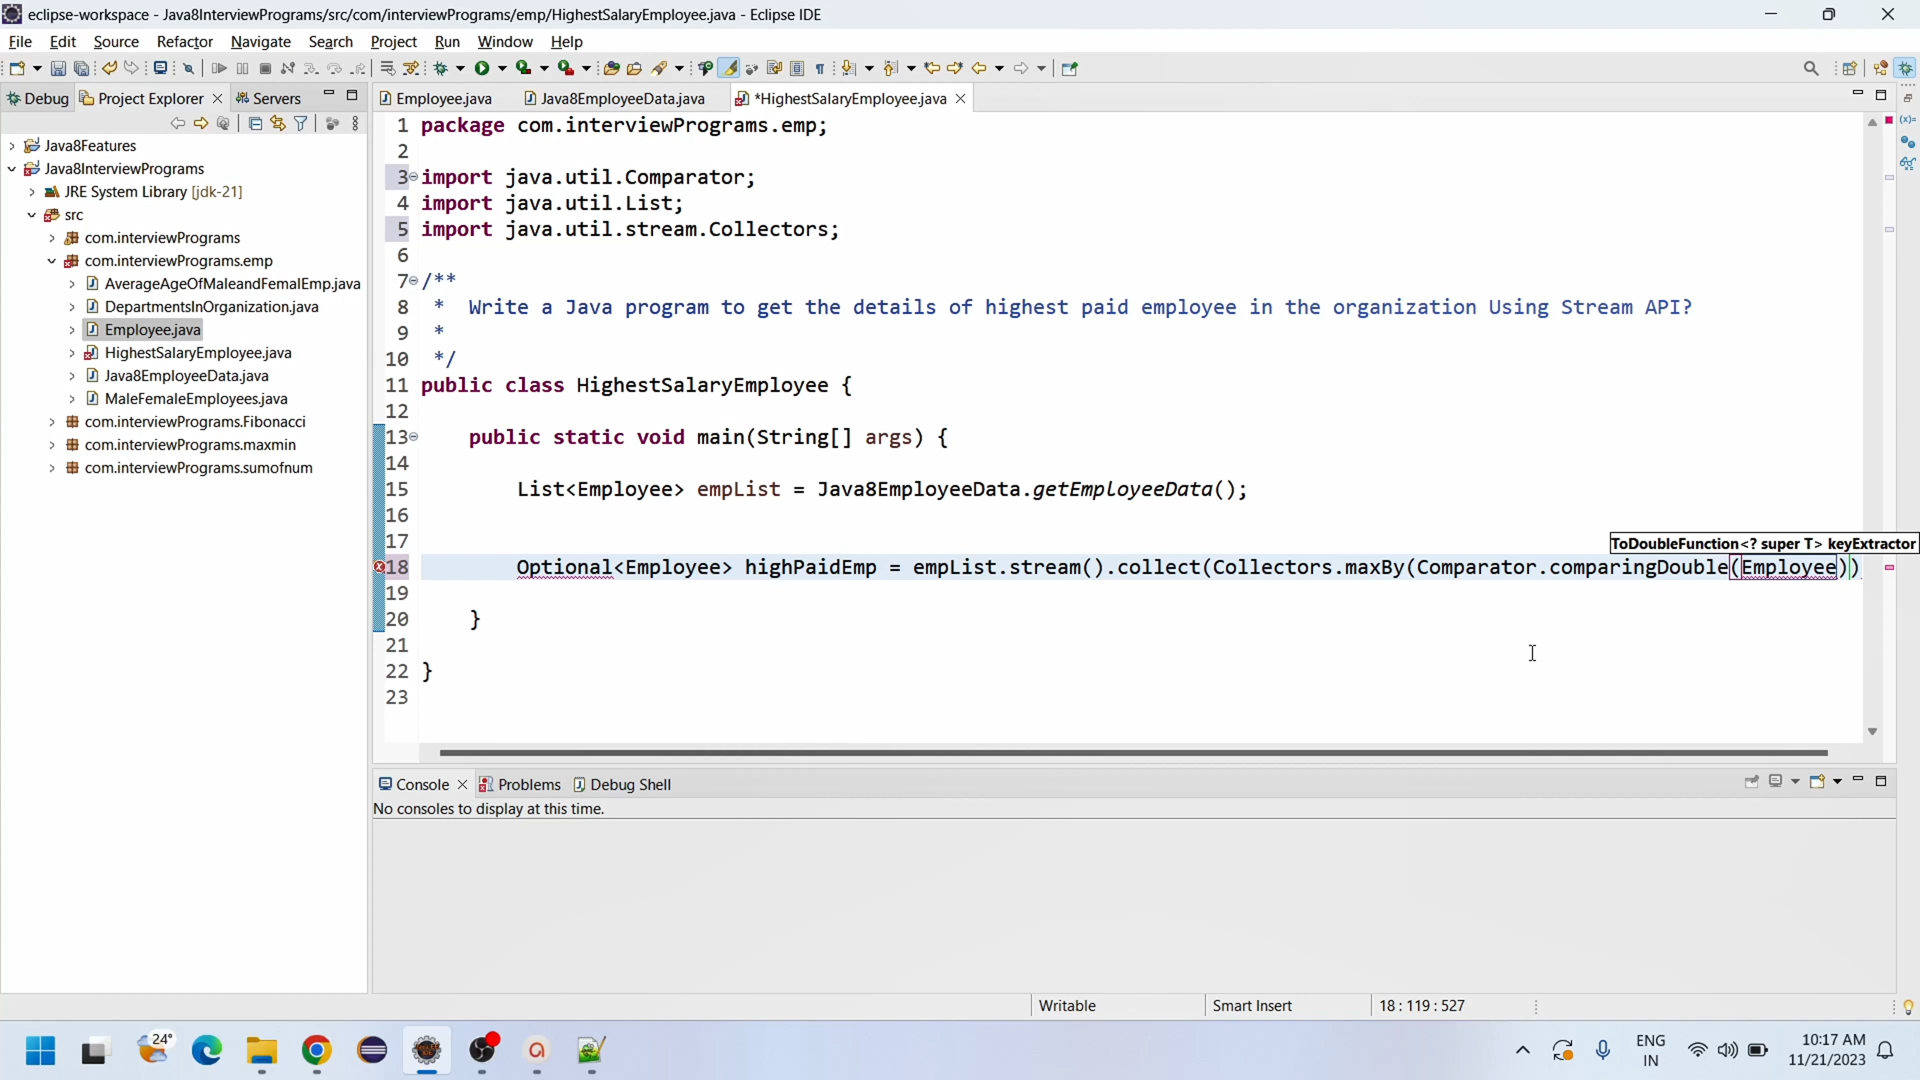 eclipse-workspace - Java8InterviewPrograms/src/com/interviewPrograms/emp/HighestSalaryEmployee.java - Eclipse IDE
File Edit Source Refactor Navigate Search Project Run Window Help
Debug Project Explorer Servers
Employee.java Java8EmployeeData.java *HighestSalaryEmployee.java
Java8Features
Java8InterviewPrograms
JRE System Library [jdk-21]
src
com.interviewPrograms
com.interviewPrograms.emp
AverageAgeOfMaleandFemalEmp.java
DepartmentsInOrganization.java
Employee.java
HighestSalaryEmployee.java
Java8EmployeeData.java
MaleFemaleEmployees.java
com.interviewPrograms.Fibonacci
com.interviewPrograms.maxmin
com.interviewPrograms.sumofnum
1 package com.interviewPrograms.emp;
2
3 import java.util.Comparator;
4 import java.util.List;
5 import java.util.stream.Collectors;
6
7 /**
8 * Write a Java program to get the details of highest paid employee in the organization Using Stream API?
9 *
10 */
11 public class HighestSalaryEmployee {
12
13 public static void main(String[] args) {
14
15 List<Employee> empList = Java8EmployeeData.getEmployeeData();
16
17
ToDoubleFunction<? super T> keyExtractor
18 Optional<Employee> highPaidEmp = empList.stream().collect(Collectors.maxBy(Comparator.comparingDouble(Employee))
19
20 }
21
22 }
23
Console Problems Debug Shell
No consoles to display at this time.
Writable Smart Insert 18 : 119 : 527
24°
ENG
IN
10:17 AM
11/21/2023